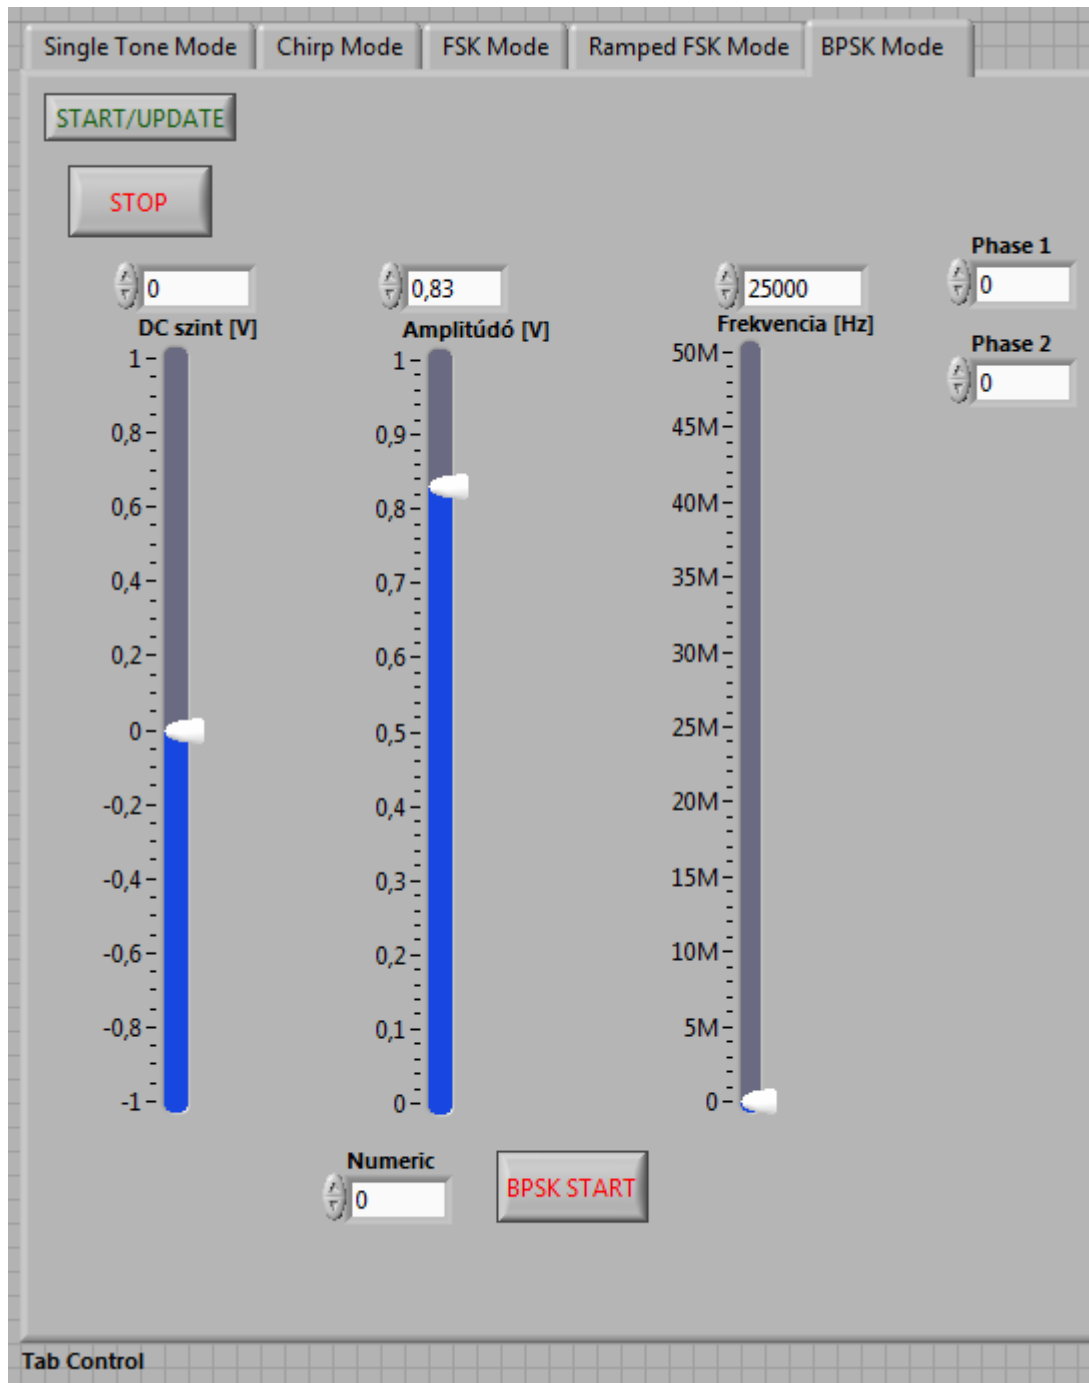 Single Tone Mode
Chirp Mode
FSK Mode
Ramped FSK Mode
BPSK Mode
START/UPDATE
STOP
0
DC szint [V]
1
0,8
0,6
0,4
0,2
0
-0,2
-0,4
-0,6
-0,8
-1
0,83
Amplitúdó [V]
1
0,9
0,8
0,7
0,6
0,5
0,4
0,3
0,2
0,1
0
25000
Frekvencia [Hz]
50M
45M
40M
35M
30M
25M
20M
15M
10M
5M
0
Phase 1
0
Phase 2
0
Numeric
0
BPSK START
Tab Control